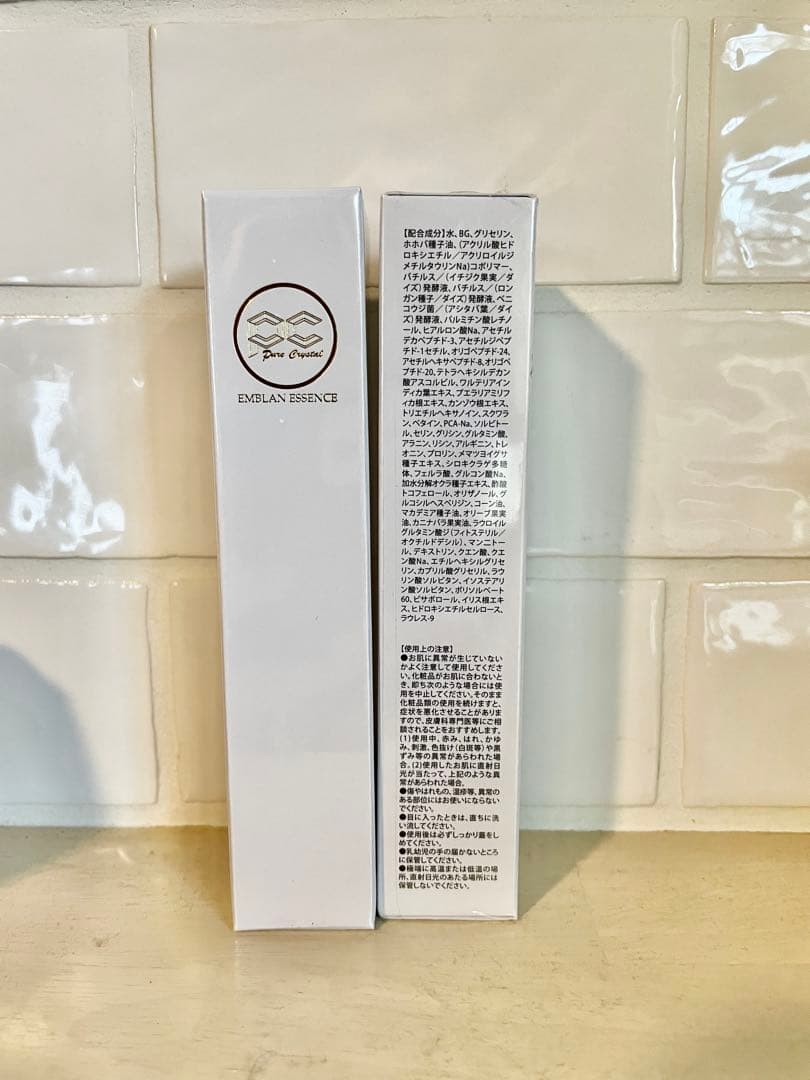 Pure Crystal
EMBLAN ESSENCE
【配合成分】水、BG、グリセリン、
ホホバ種子油、(アクリル酸ヒド
ロキシエチル／アクリロイルジ
メチルタウリンNa)コポリマー、
バチルス／(イチジク果実／ダ
イズ)発酵液、バチルス／(ロン
ガン種子／ダイズ)発酵液、ベニ
コウジ菌／(アシタバ葉／ダイ
ズ)発酵液、パルミチン酸レチノ
ール、ヒアルロン酸Na、アセチル
デカペプチド-3、アセチルジペプ
チド-1セチル、オリゴペプチド-24、
アセチルヘキサペプチド-8、オリゴペ
プチド-20、テトラヘキシルデカン
酸アスコルビル、ワルテリアイン
ディカ葉エキス、プエラリアミリフ
ィカ根エキス、カンゾウ根エキス、
トリエチルヘキサノイン、スクワラ
ン、ベタイン、PCA-Na、ソルビトー
ル、セリン、グリシン、グルタミン酸、
アラニン、リシン、アルギニン、トレ
オニン、プロリン、メマツヨイグサ
種子エキス、シロキクラゲ多糖
体、フェルラ酸、グルコン酸Na、
加水分解オクラ種子エキス、酢酸
トコフェロール、オリザノール、グ
ルコシルヘスペリジン、コーン油、
マカデミア種子油、オリーブ果実
油、カニナバラ果実油、ラウロイル
グルタミン酸ジ(フィトステリル／
オクチルドデシル)、マンニトー
ル、デキストリン、クエン酸、クエ
ン酸Na、エチルヘキシルグリセ
リン、カプリル酸グリセリル、ラウ
リン酸ソルビタン、イソステアリ
ン酸ソルビタン、ポリソルベート
60、ビサボロール、イリス根エキ
ス、ヒドロキシエチルセルロース、
ラウレス-9
【使用上の注意】
●お肌に異常が生じていない
かよく注意して使用してくださ
い。化粧品がお肌に合わないと
き、即ち次のような場合には使
用を中止してください。そのまま
化粧品類の使用を続けますと、
症状を悪化させることがありま
すので、皮膚科専門医等にご相
談されることをおすすめします。
(1)使用中、赤み、はれ、かゆ
み、刺激、色抜け(白斑等)や黒
ずみ等の異常があらわれた場
合。(2)使用したお肌に直射日
光が当たって、上記のような異
常があらわれた場合。
●傷やはれもの、湿疹等、異常の
ある部位にはお使いにならない
でください。
●目に入ったときは、直ちに洗
い流してください。
●使用後は必ずしっかり蓋をし
めてください。
●乳幼児の手の届かないところ
に保管してください。
●極端に高温または低温の場
所、直射日光のあたる場所には
保管しないでください。